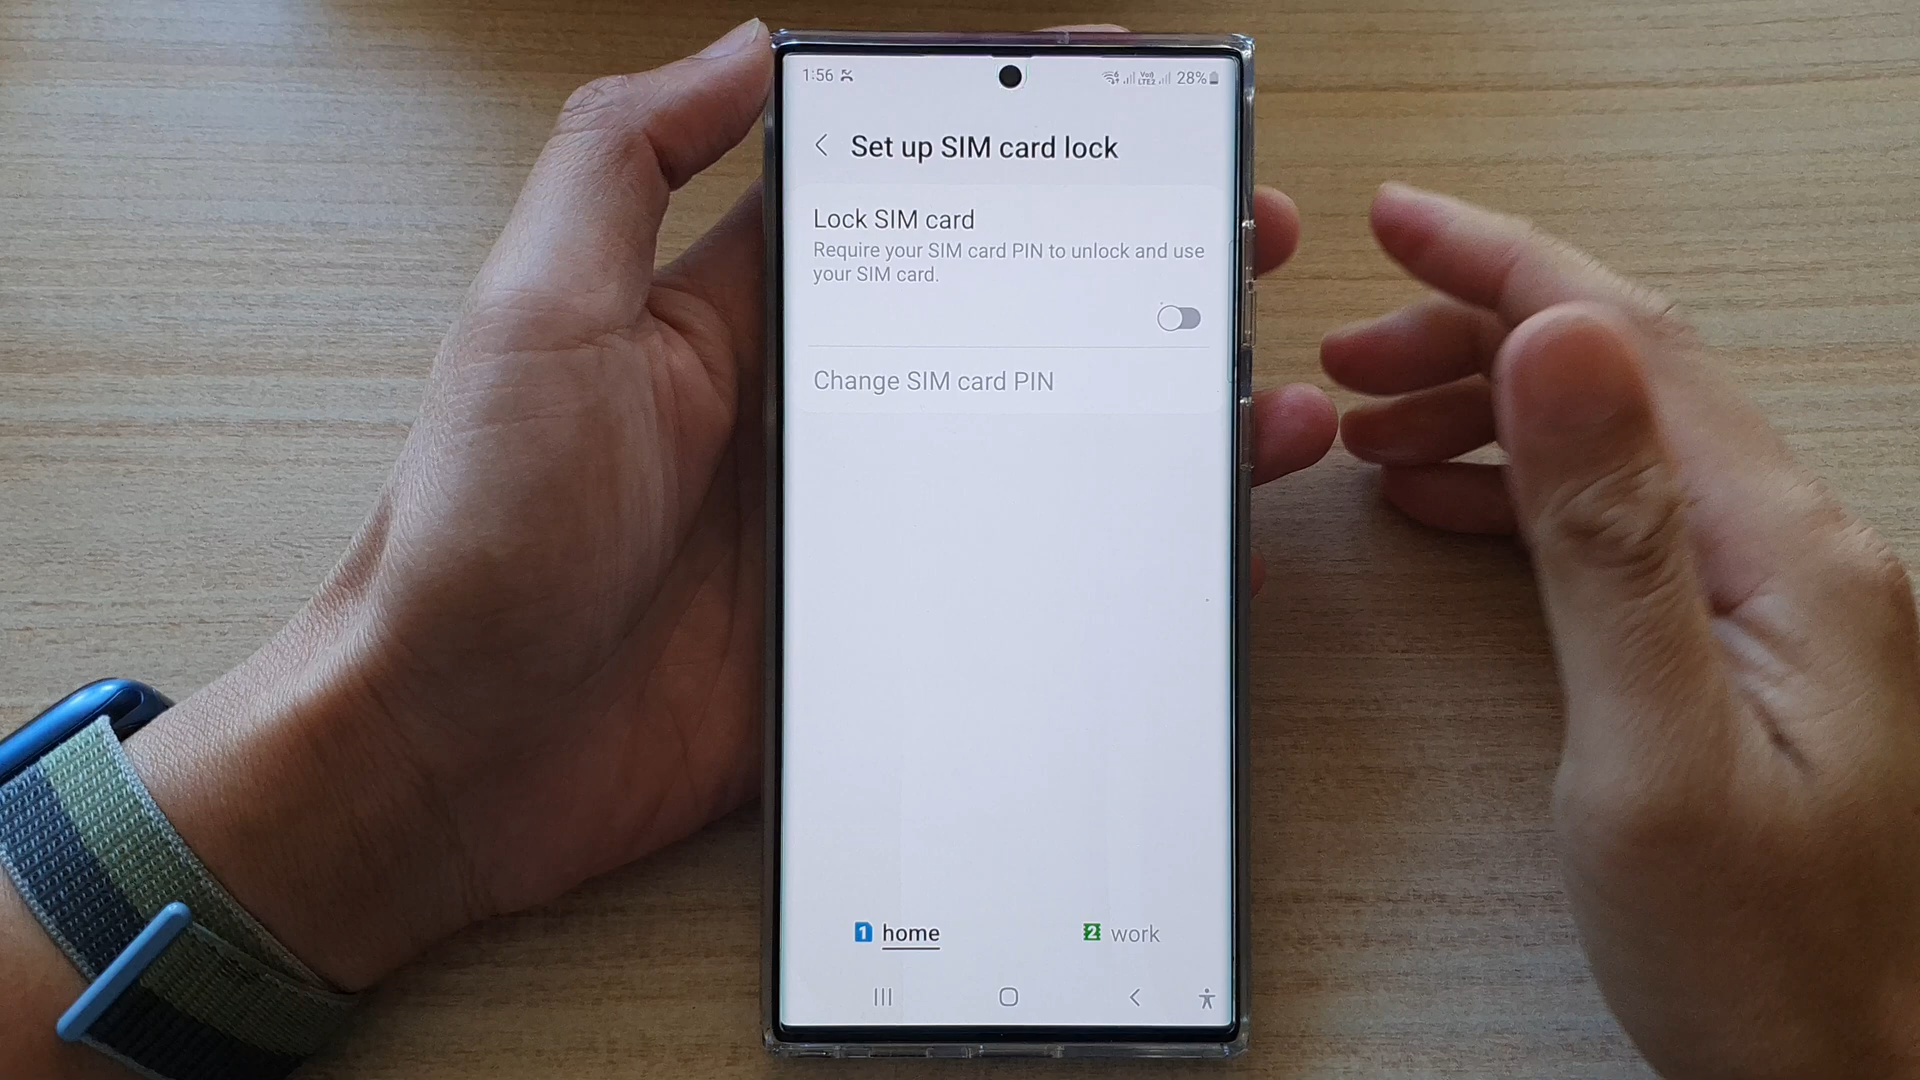 1:56 28%
Set up SIM card lock
Lock SIM card
Require your SIM card PIN to unlock and use
your SIM card.
Change SIM card PIN
1 home 2 work